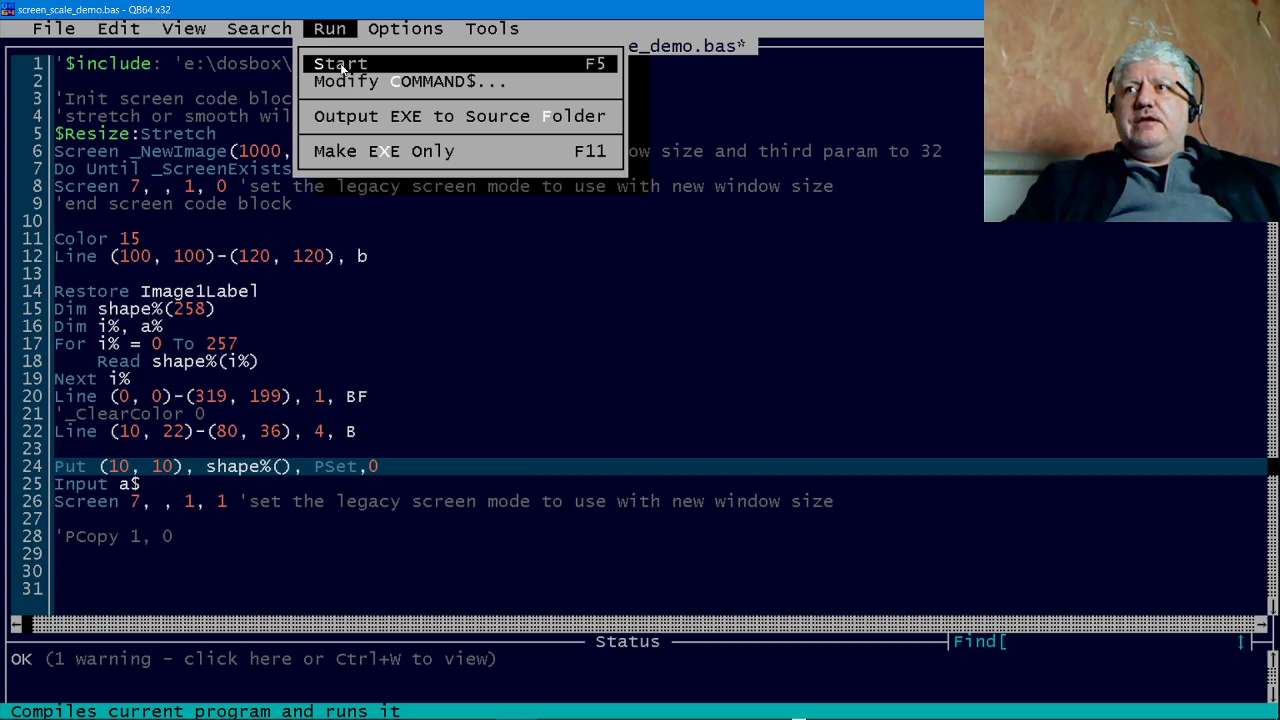 screen_scale_demo.bas - QB64 x32
File Edit View Search Run Options Tools
e_demo.bas*
Start F5
Modify COMMAND$...
Output EXE to Source Folder
Make EXE Only F11
1 '$include: 'e:\dosbox\
2
3 'Init screen code bloc
4 'stretch or smooth wil
5 $Resize:Stretch
6 Screen _NewImage(1000, ow size and third param to 32
7 Do Until _ScreenExists
8 Screen 7, , 1, 0 'set the legacy screen mode to use with new window size
9 'end screen code block
10
11 Color 15
12 Line (100, 100)-(120, 120), b
13
14 Restore Image1Label
15 Dim shape%(258)
16 Dim i%, a%
17 For i% = 0 To 257
18 Read shape%(i%)
19 Next i%
20 Line (0, 0)-(319, 199), 1, BF
21 '_ClearColor 0
22 Line (10, 22)-(80, 36), 4, B
23
24 Put (10, 10), shape%(), PSet,0
25 Input a$
26 Screen 7, , 1, 1 'set the legacy screen mode to use with new window size
27
28 'PCopy 1, 0
29
30
31
Status
Find[
OK (1 warning - click here or Ctrl+W to view)
Compiles current program and runs it